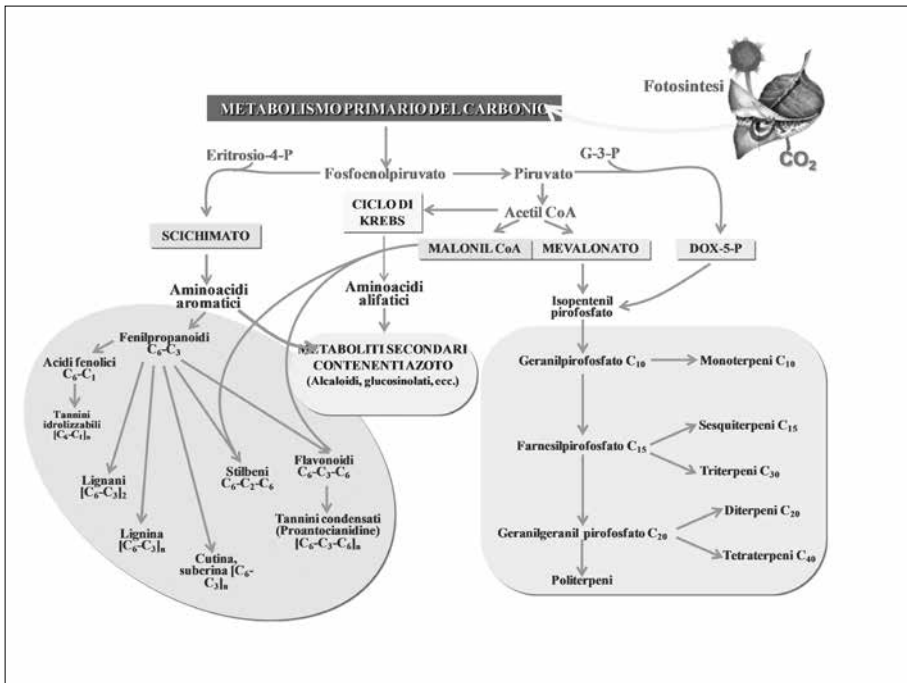 Fotosintesi
METABOLISMO PRIMARIO DEL CARBONIO
CO2
Eritrosio-4-P
G-3-P
Fosfoenolpiruvato
Piruvato
CICLO DI
KREBS
Acetil CoA
SCICHIMATO
MALONIL CoA
MEVALONATO
DOX-5-P
Aminoacidi
aromatici
Aminoacidi
alifatici
Isopentenil
pirofosfato
Fenilpropanoidi
C6-C3
METABOLITI SECONDARI
CONTENENTI AZOTO
(Alcaloidi, glucosinolati, ecc.)
Acidi fenolici
C6-C1
Tannini
idrolizzabili
[C6-C1]n
Lignani
[C6-C3]2
Lignina
[C6-C3]n
Cutina,
suberina [C6-
C3]n
Stilbeni
C6-C2-C6
Flavonoidi
C6-C3-C6
Tannini condensati
(Proantocianidine)
[C6-C3-C6]n
Geranilpirofosfato C10
Monoterpeni C10
Sesquiterpeni C15
Farnesilpirofosfato C15
Triterpeni C30
Diterpeni C20
Geranilgeranil pirofosfato C20
Tetraterpeni C40
Politerpeni